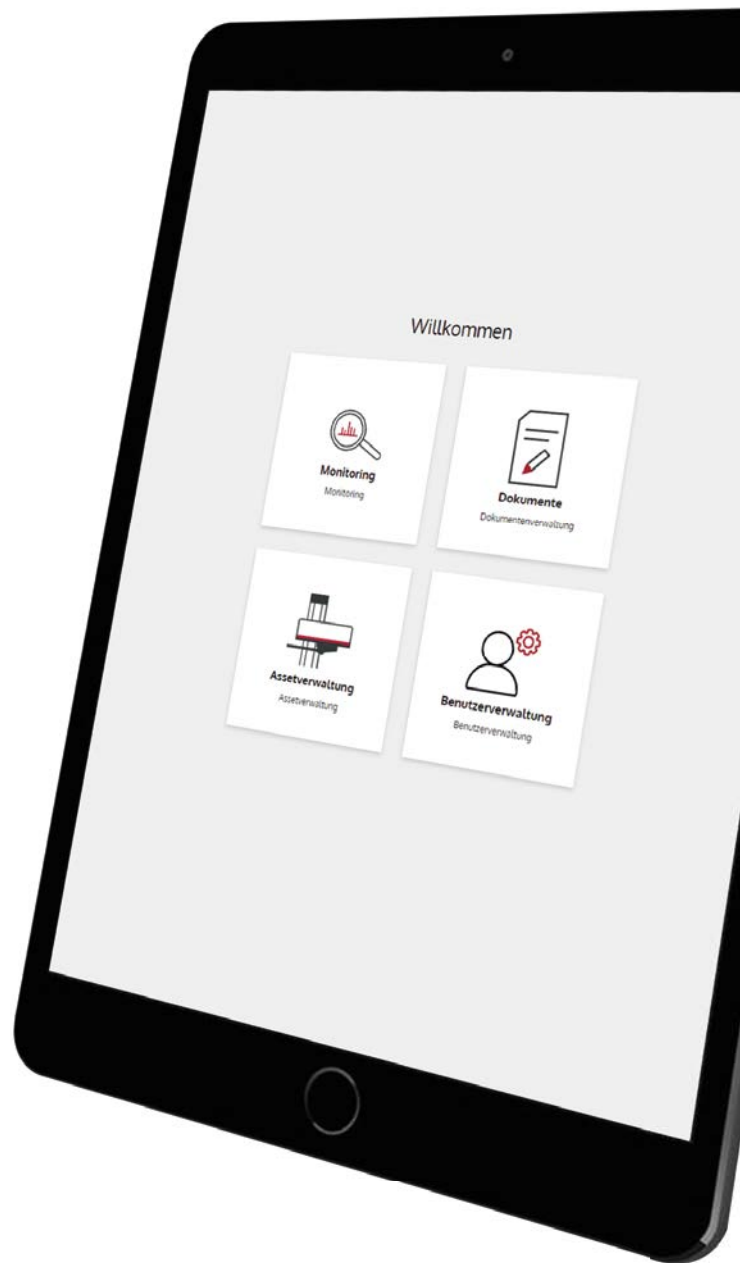 Willkommen
Monitoring
Monitoring
Dokumente
Dokumentenverwaltung
Assetverwaltung
Assetverwaltung
Benutzerverwaltung
Benutzerverwaltung